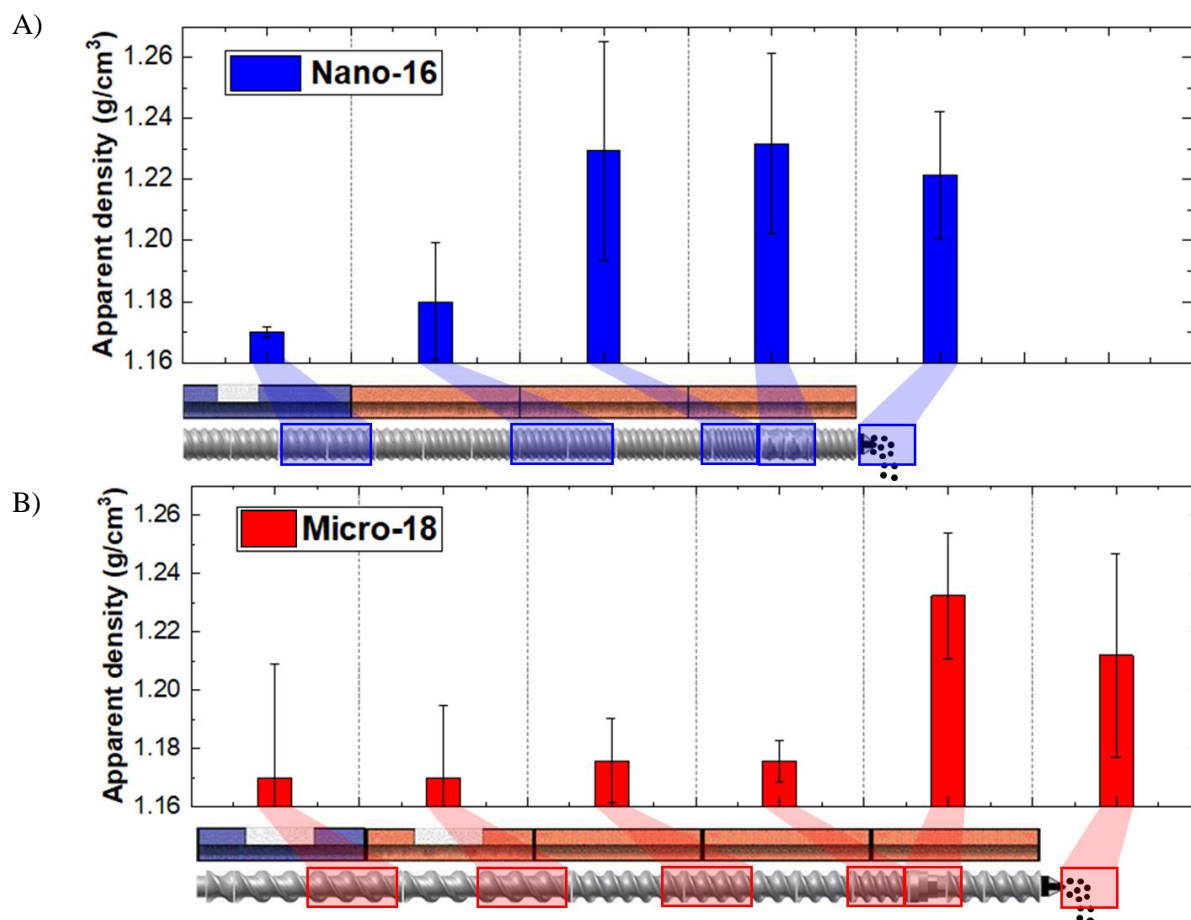 A)
Apparent density (g/cm³)
1.26
1.24
1.22
1.20
1.18
1.16
Nano-16
B)
Apparent density (g/cm³)
1.26
1.24
1.22
1.20
1.18
1.16
Micro-18